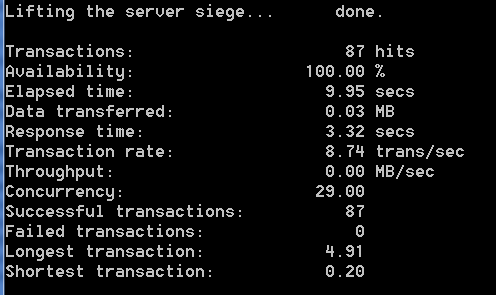 Lifting the server siege... done.
Transactions: 87 hits
Availability: 100.00 %
Elapsed time: 9.95 secs
Data transferred: 0.03 MB
Response time: 3.32 secs
Transaction rate: 8.74 trans/sec
Throughput: 0.00 MB/sec
Concurrency: 29.00
Successful transactions: 87
Failed transactions: 0
Longest transaction: 4.91
Shortest transaction: 0.20